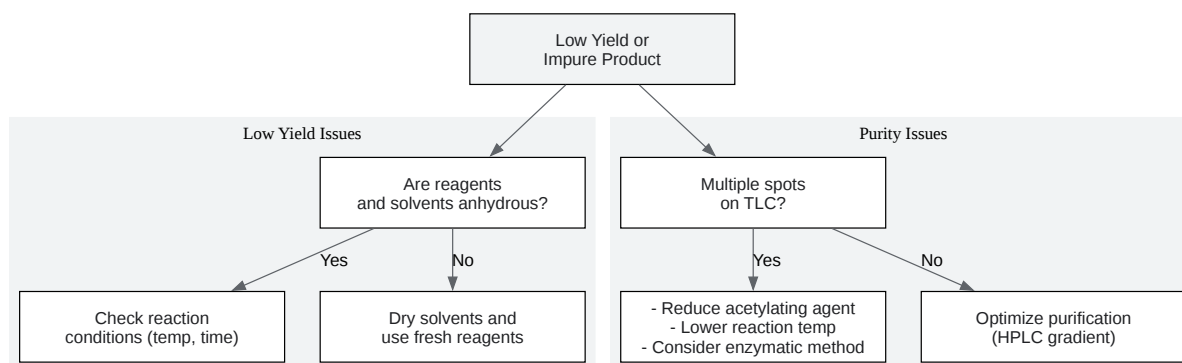 Low Yield or
Impure Product
Low Yield Issues
Purity Issues
Are reagents
and solvents anhydrous?
Multiple spots
on TLC?
Yes
No
Yes
No
Check reaction
conditions (temp, time)
Dry solvents and
use fresh reagents
- Reduce acetylating agent
- Lower reaction temp
- Consider enzymatic method
Optimize purification
(HPLC gradient)